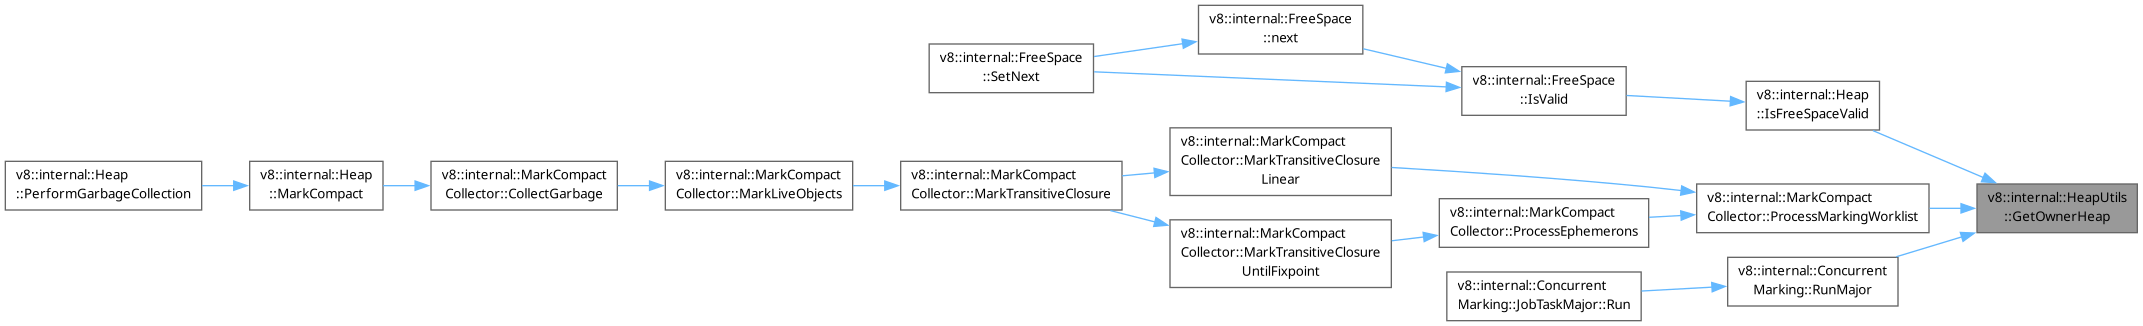 v8::internal::FreeSpace
::next
v8::internal::FreeSpace
::SetNext
v8::internal::FreeSpace
::IsValid
v8::internal::Heap
::IsFreeSpaceValid
v8::internal::MarkCompact
Collector::MarkTransitiveClosure
Linear
v8::internal::Heap
::PerformGarbageCollection
v8::internal::Heap
::MarkCompact
v8::internal::MarkCompact
Collector::CollectGarbage
v8::internal::MarkCompact
Collector::MarkLiveObjects
v8::internal::MarkCompact
Collector::MarkTransitiveClosure
v8::internal::MarkCompact
Collector::ProcessMarkingWorklist
v8::internal::HeapUtils
::GetOwnerHeap
v8::internal::MarkCompact
Collector::ProcessEphemerons
v8::internal::MarkCompact
Collector::MarkTransitiveClosure
UntilFixpoint
v8::internal::Concurrent
Marking::RunMajor
v8::internal::Concurrent
Marking::JobTaskMajor::Run